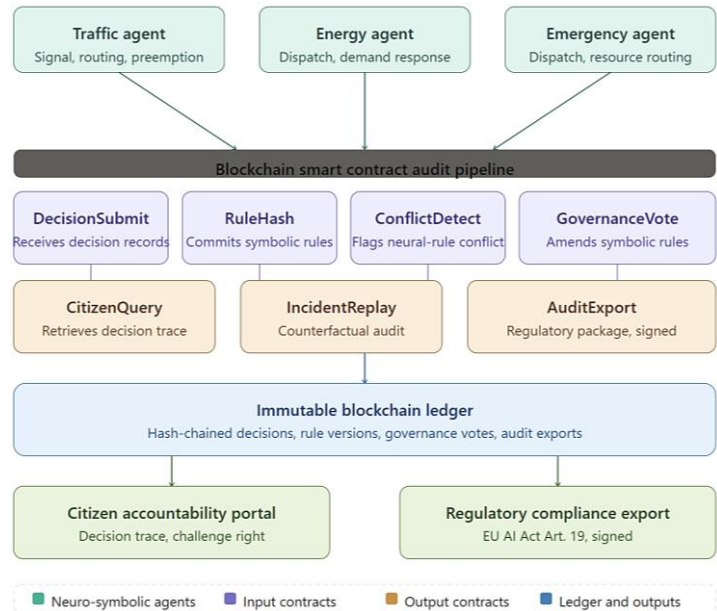 Traffic agent
Signal, routing, preemption
Energy agent
Dispatch, demand response
Emergency agent
Dispatch, resource routing
Blockchain smart contract audit pipeline
DecisionSubmit
Receives decision records
RuleHash
Commits symbolic rules
ConflictDetect
Flags neural-rule conflict
GovernanceVote
Amends symbolic rules
CitizenQuery
Retrieves decision trace
IncidentReplay
Counterfactual audit
AuditExport
Regulatory package, signed
Immutable blockchain ledger
Hash-chained decisions, rule versions, governance votes, audit exports
Citizen accountability portal
Decision trace, challenge right
Regulatory compliance export
EU AI Act Art. 19, signed
Neuro-symbolic agents
Input contracts
Output contracts
Ledger and outputs